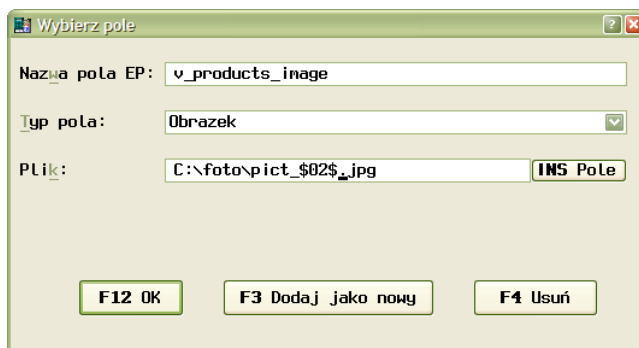 Wybierz pole
Nazwa pola EP: v_products_image
Typ pola: Obrazek
Plik: C:\foto\pict_$02$.jpg INS Pole
F12 OK F3 Dodaj jako nowy F4 Usuń